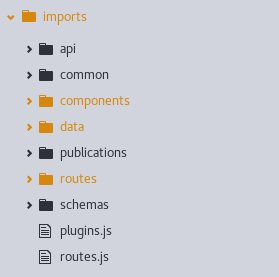 imports
api
common
components
data
publications
routes
schemas
plugins.js
routes.js